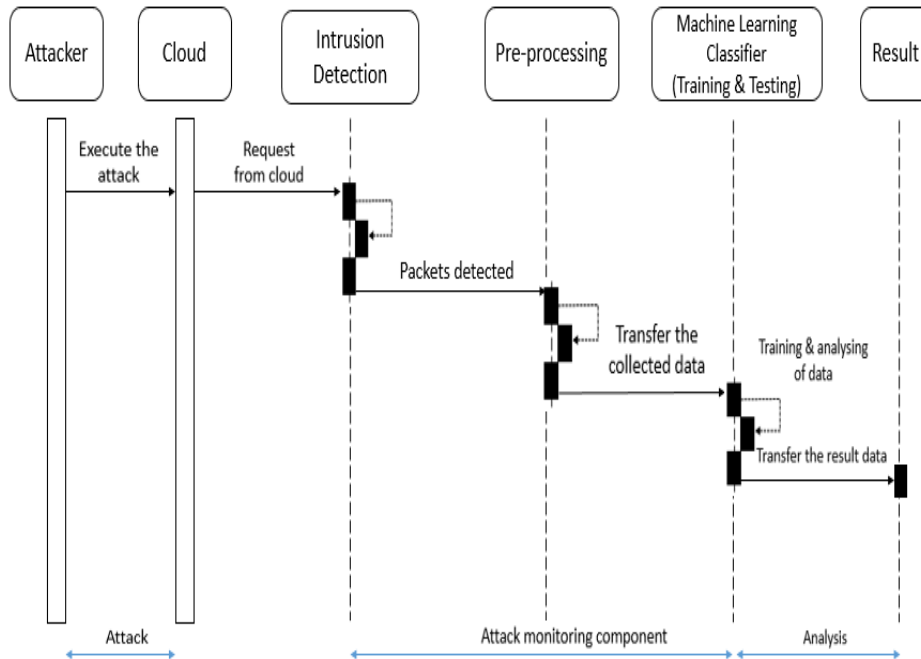 Attacker
Cloud
Intrusion
Detection
Pre-processing
Machine Learning
Classifier
(Training & Testing)
Result
Execute the
attack
Request
from cloud
Packets detected
Transfer the
collected data
Training & analysing
of data
Transfer the result data
Attack
Attack monitoring component
Analysis